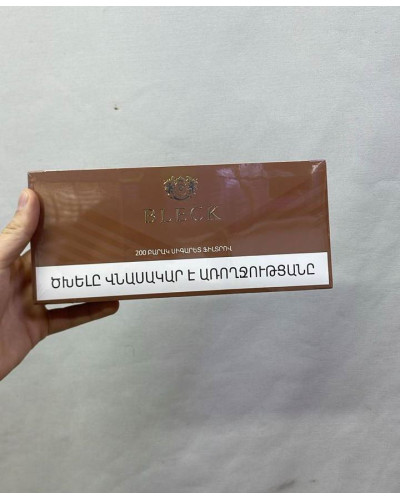 BLACK
200 ԲԱՐԱԿ ՍԻԳԱՐԵՏ ՖԻԼՏՐՈՎ
ԾԽԵԼԸ ՎՆԱՍԱԿԱՐ Է ԱՌՈՂՋՈՒԹՅԱՆԸ